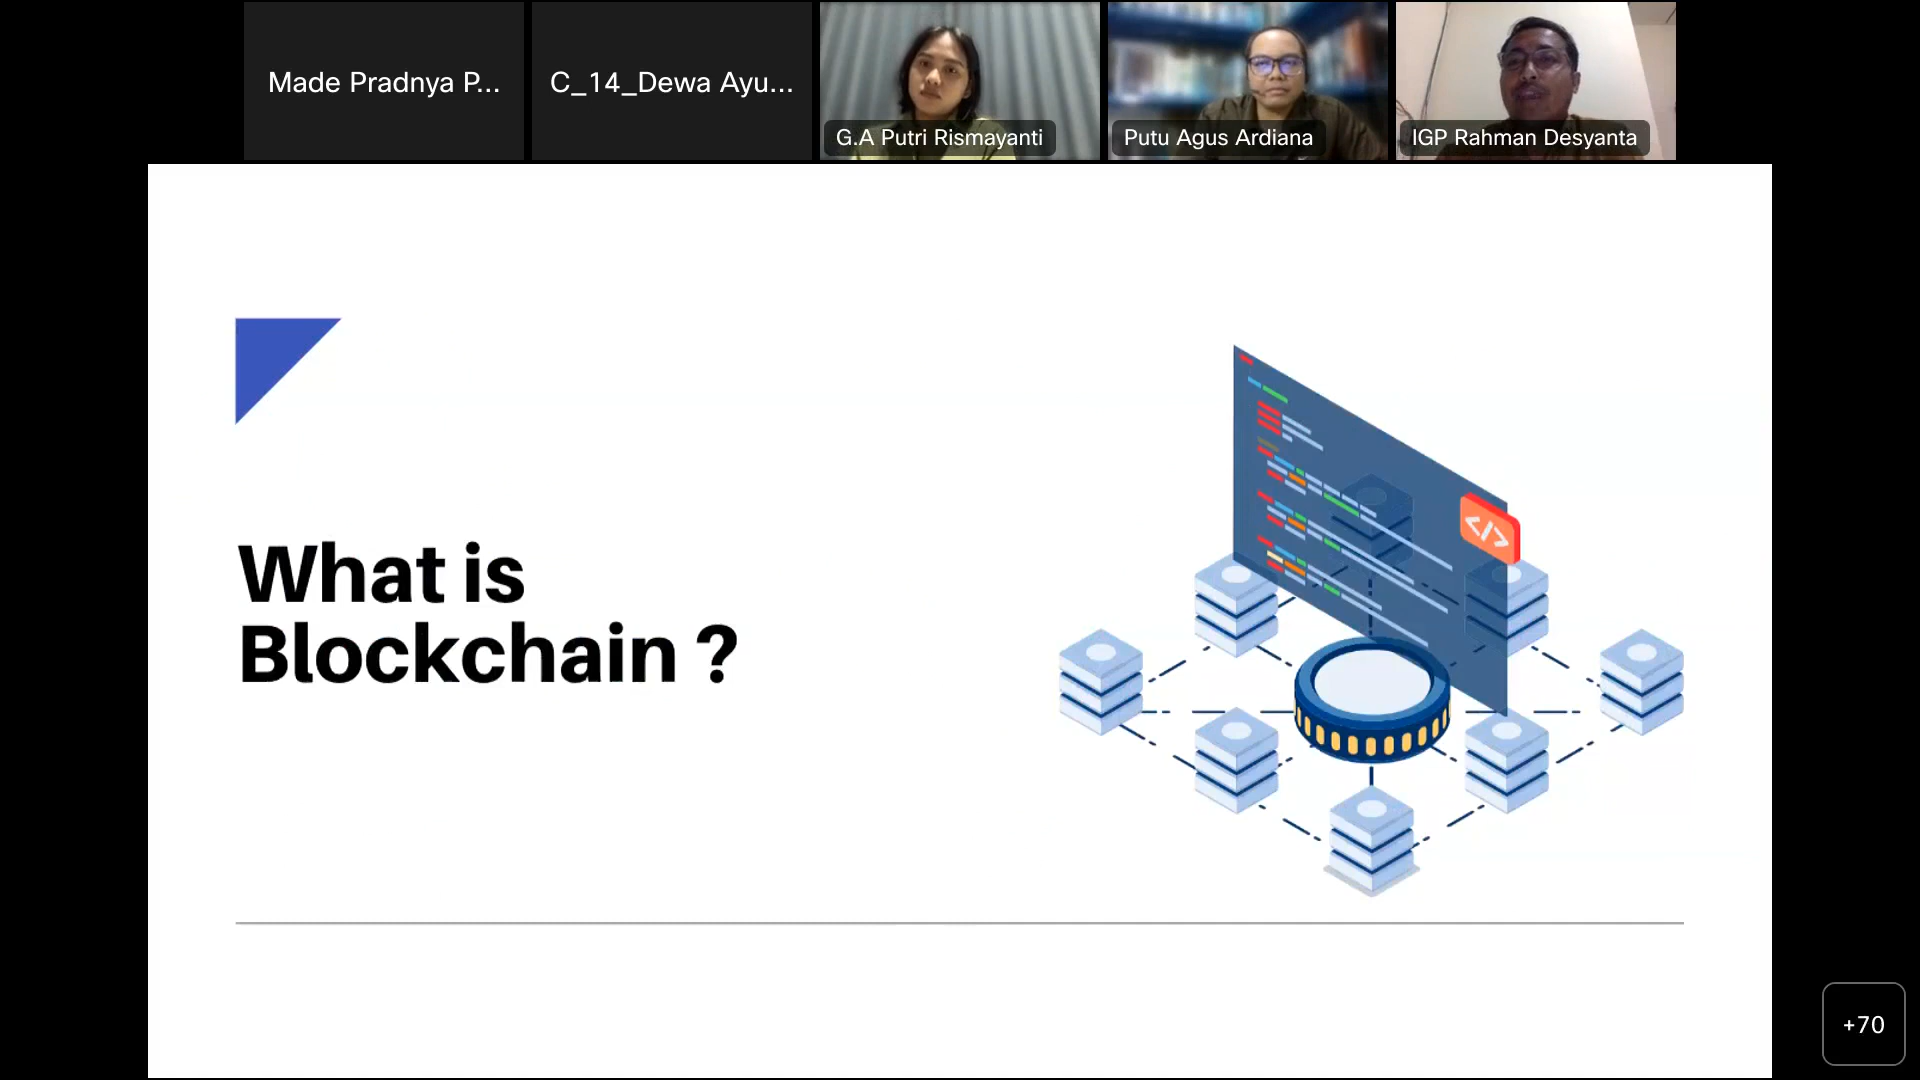 Made Pradnya P...
C_14_Dewa Ayu...
G.A Putri Rismayanti
Putu Agus Ardiana
IGP Rahman Desyanta
What is
Blockchain ?
</>
+70